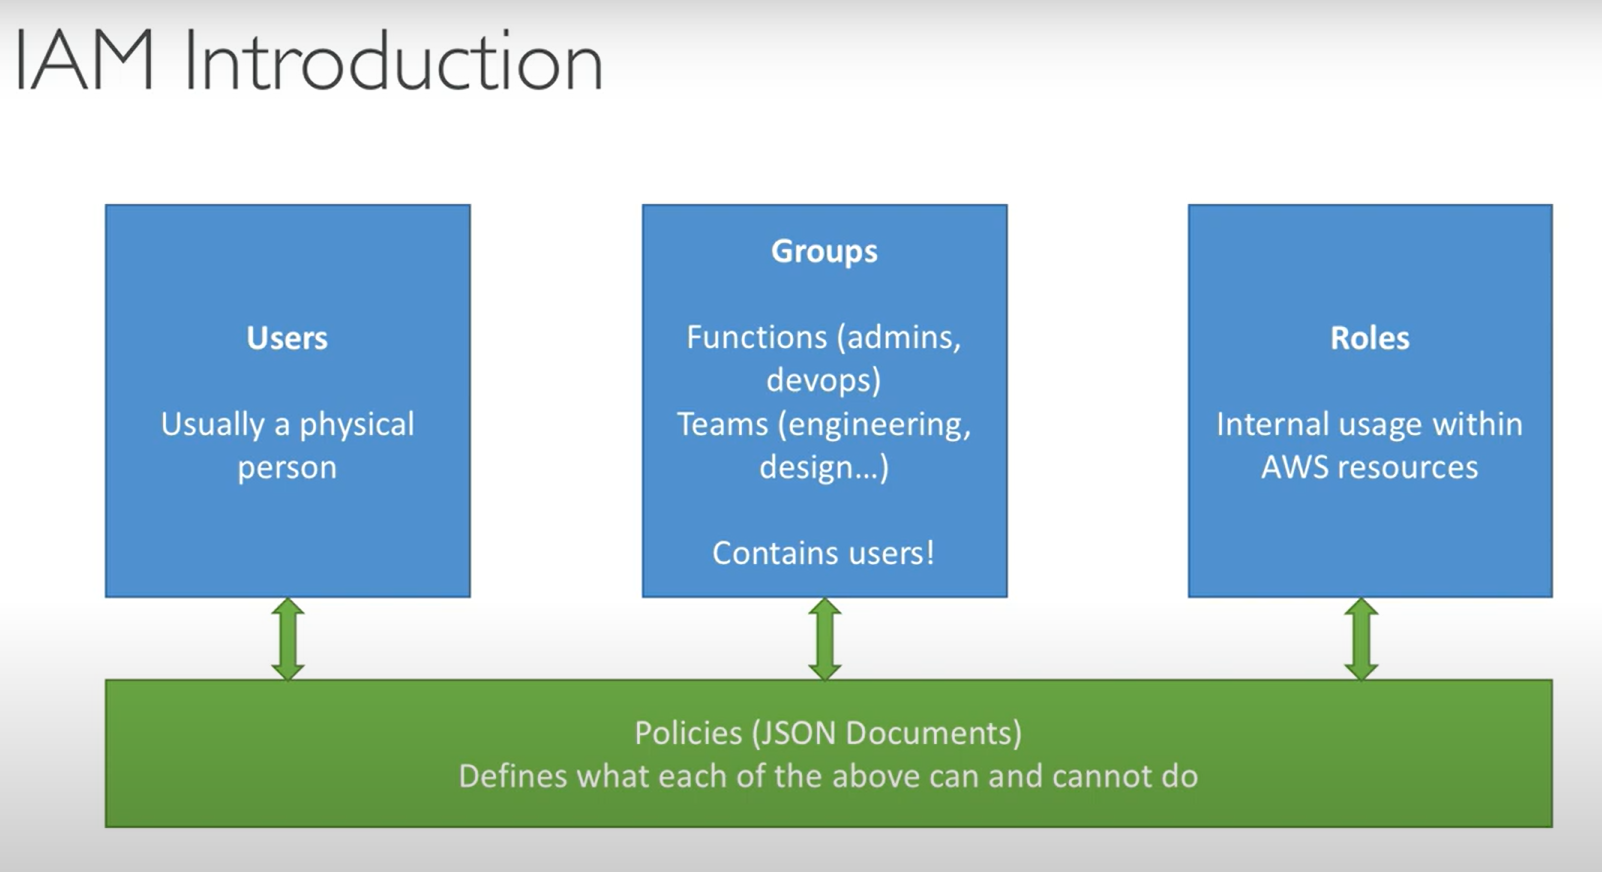 IAM Introduction
Users
Usually a physical
person
Groups
Functions (admins,
devops)
Teams (engineering,
design...)
Contains users!
Roles
Internal usage within
AWS resources
Policies (JSON Documents)
Defines what each of the above can and cannot do